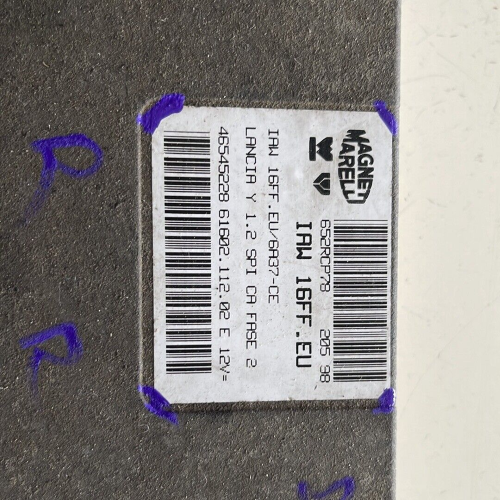 MAGNETI
MARELLI
652RCP78 205 98
IAW 16FF.EU
IAW 16FF.EU/6A37-CE
LANCIA Y 1.2 SPI CA FASE 2
46545228 61602.112.02 E 12V=
R
R
S